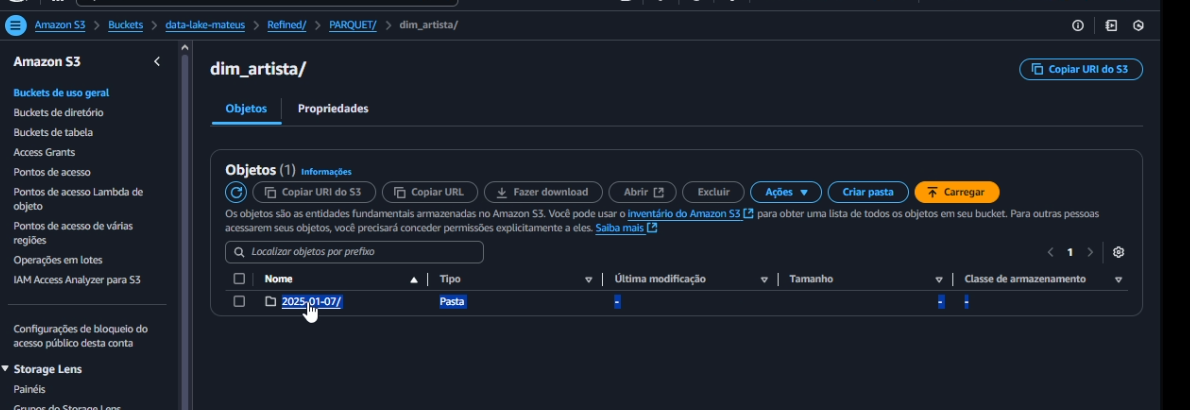 Amazon S3 > Buckets > data-lake-mateus > Refined/ > PARQUET/ > dim_artista/
Amazon S3
Buckets de uso geral
Buckets de diretório
Buckets de tabela
Access Grants
Pontos de acesso
Pontos de acesso Lambda de
objeto
Pontos de acesso de várias
regiões
Operações em lotes
IAM Access Analyzer para S3
Configurações de bloqueio do
acesso público desta conta
Storage Lens
Painéis
Grupos do Storage Lens
dim_artista/
Copiar URI do S3
Objetos Propriedades
Objetos (1) Informações
Copiar URI do S3 Copiar URL Fazer download Abrir Excluir Ações Criar pasta Carregar
Os objetos são as entidades fundamentais armazenadas no Amazon S3. Você pode usar o inventário do Amazon S3 para obter uma lista de todos os objetos em seu bucket. Para outras pessoas
acessarem seus objetos, você precisará conceder permissões explicitamente a eles. Saiba mais
Localizar objetos por prefixo
1
Nome Tipo Última modificação Tamanho Classe de armazenamento
2025-01-07/ Pasta - - -